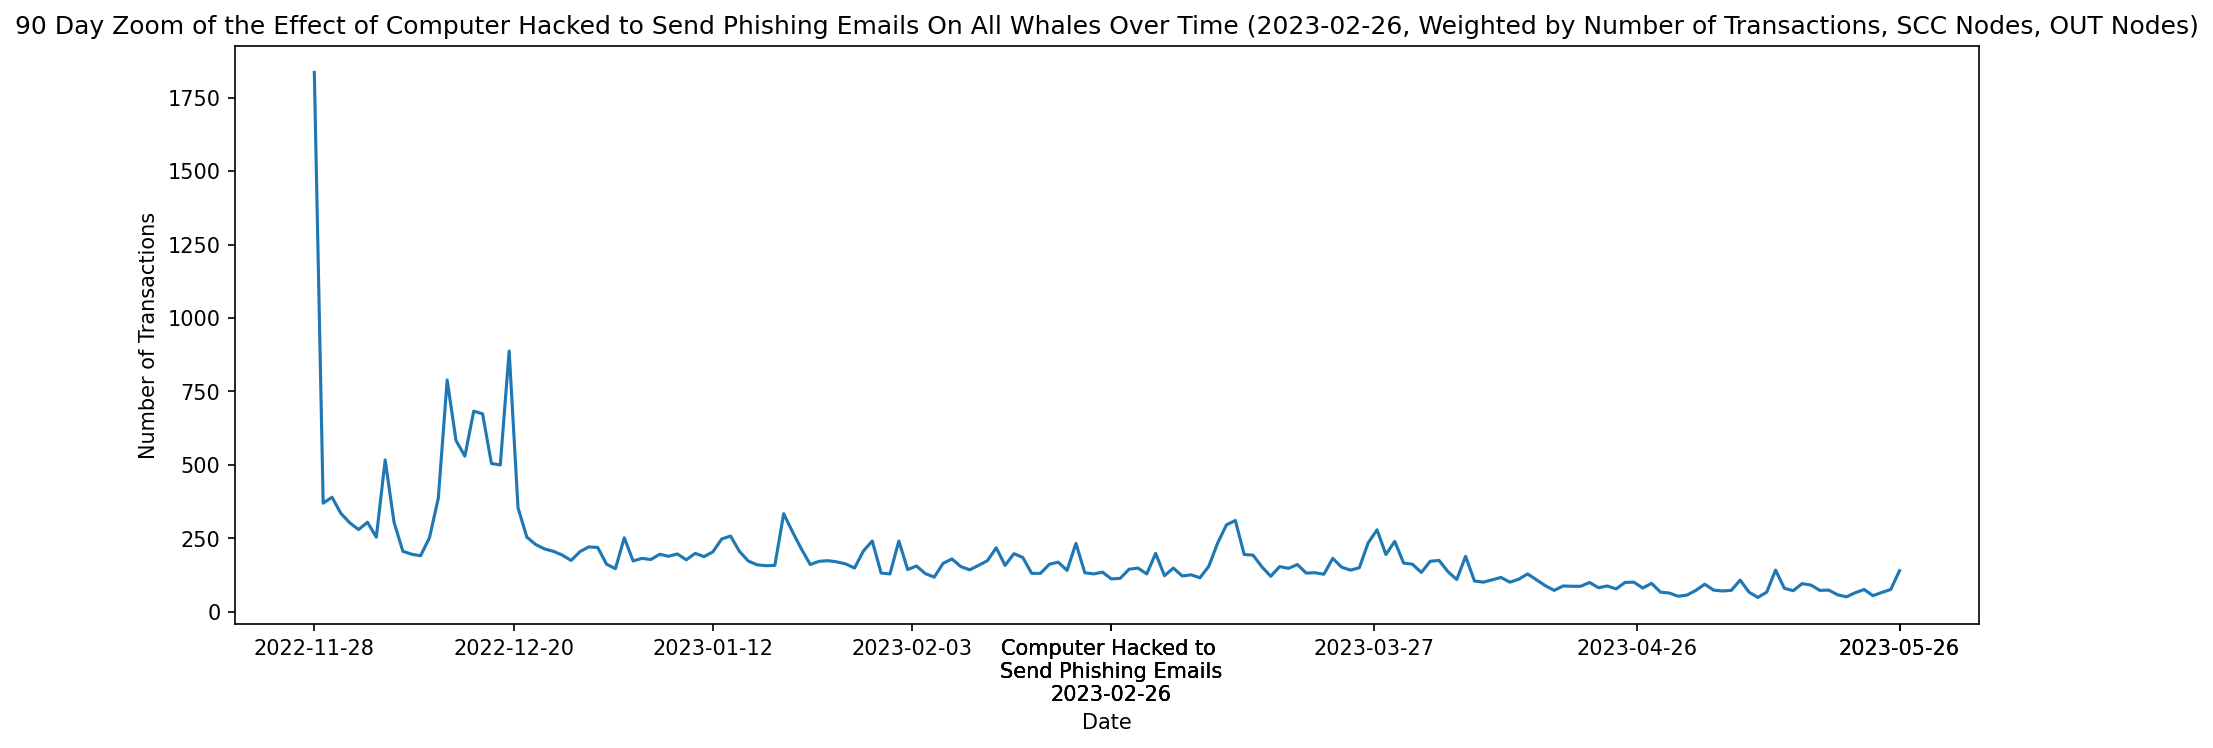 90 Day Zoom of the Effect of Computer Hacked to Send Phishing Emails On All Whales Over Time (2023-02-26, Weighted by Number of Transactions, SCC Nodes, OUT Nodes)
Number of Transactions
1750
1500
1250
1000
750
500
250
0
2022-11-28 2022-12-20 2023-01-12 2023-02-03 Computer Hacked to 2023-03-27 2023-04-26 2023-05-26
Send Phishing Emails
2023-02-26
Date